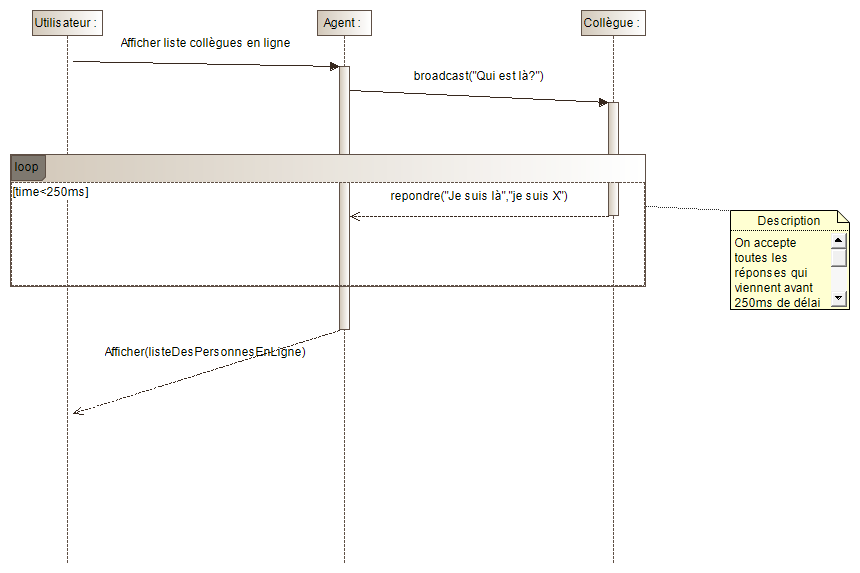 Utilisateur :
Agent :
Collègue :
Afficher liste collègues en ligne
broadcast("Qui est là?")
loop
[time<250ms]
repondre("Je suis là","je suis X")
Description
On accepte
toutes les
réponses qui
viennent avant
250ms de délai
Afficher(listeDesPersonnesEnLigne)